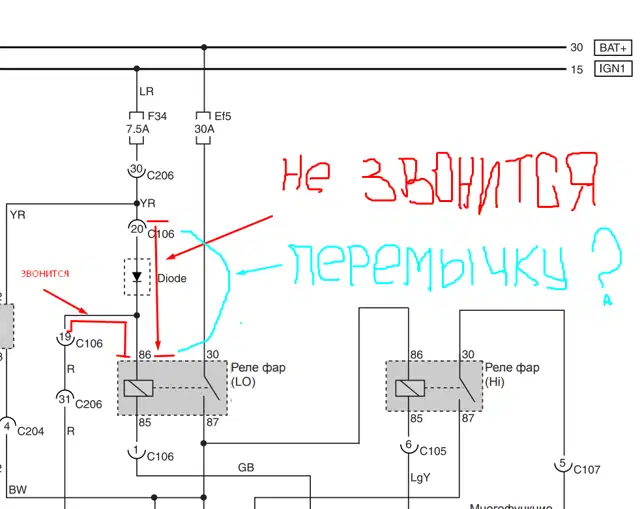 30 BAT+
15 IGN1
LR
F34
7.5A
Ef5
30A
30 C206
YR
YR
20 C106
не звонится
перемычку?
Diode
звонится
19 C106
86 30
Реле фар
(LO)
86 30
Реле фар
(Hi)
R
31 C206
85 87
85 87
4 C204
R
1 C106
6 C105
GB
5 C107
LgY
BW